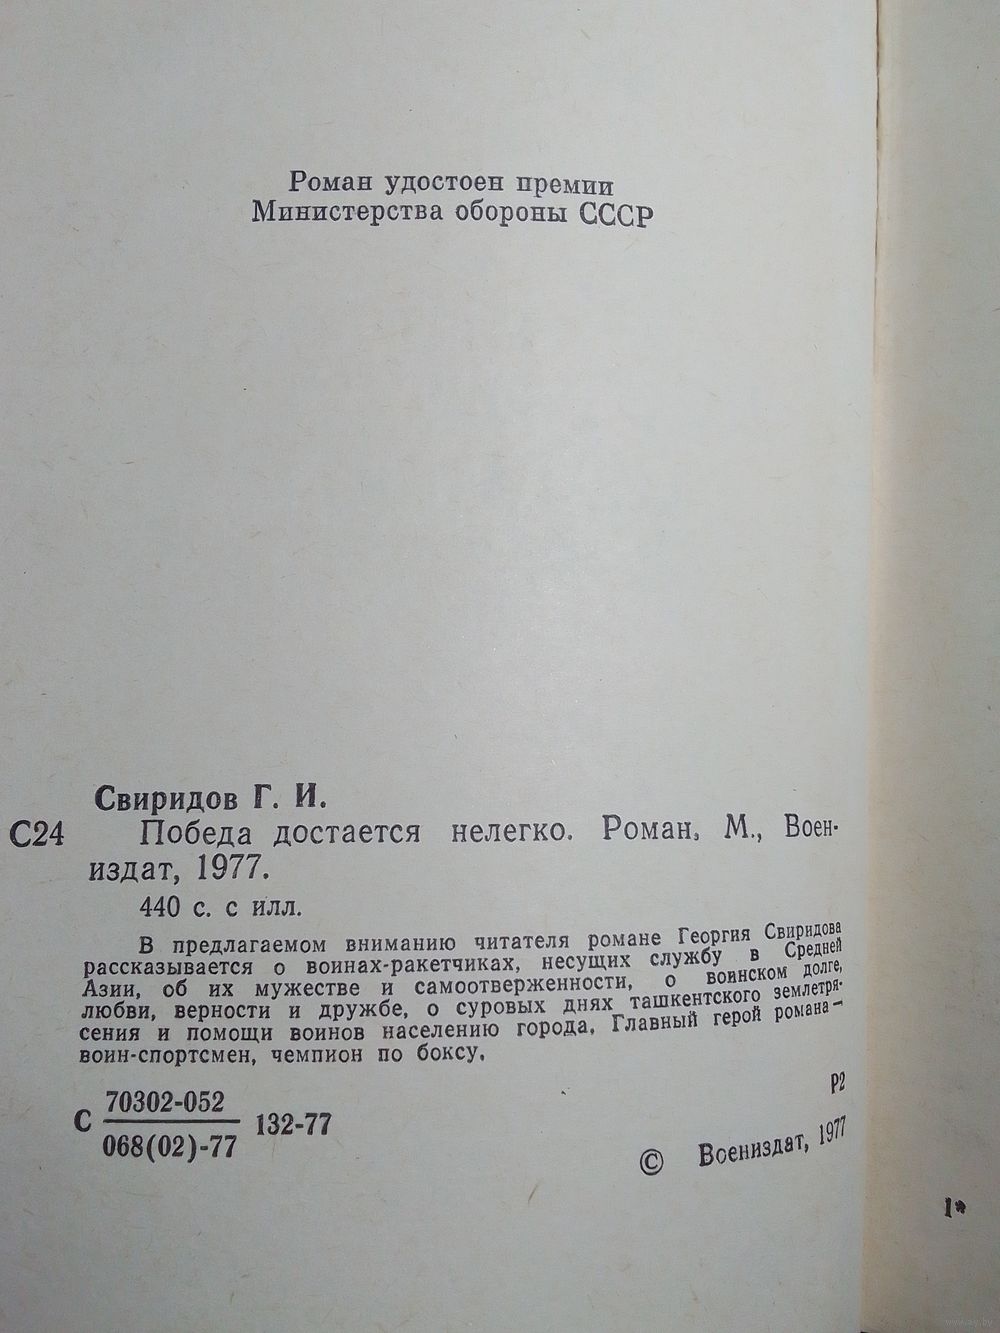 Роман удостоен премии
Министерства обороны СССР
Свиридов Г. И.
С24 Победа достается нелегко. Роман. М., Воен-
издат, 1977.
440 с. с илл.
В предлагаемом вниманию читателя романе Георгия Свиридова
рассказывается о воинах-ракетчиках, несущих службу в Средней
Азии, об их мужестве и самоотверженности, о воинском долге,
любви, верности и дружбе, о суровых днях ташкентского землетря-
сения и помощи воинов населению города. Главный герой романа —
воин-спортсмен, чемпион по боксу.
С 70302-052
068(02)-77 132-77
Р2
© Воениздат, 1977
1*
www.ay.by